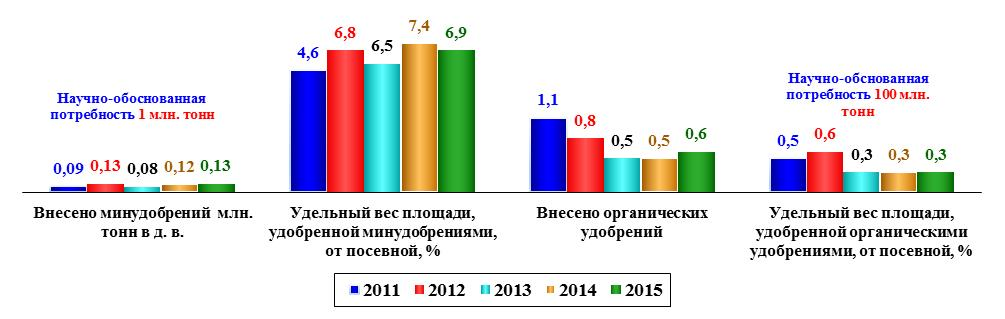 Научно-обоснованная
потребность 1 млн. тонн
0,09 0,13 0,08 0,12 0,13
4,6 6,8 6,5 7,4 6,9
1,1 0,8 0,5 0,5 0,6
Научно-обоснованная
потребность 100 млн.
тонн
0,5 0,6 0,3 0,3 0,3
Внесено минудобрений млн.
тонн в д. в.
Удельный вес площади,
удобренной минудобрениями,
от посевной, %
Внесено органических
удобрений
Удельный вес площади,
удобренной органическими
удобрениями, от посевной, %
2011 2012 2013 2014 2015